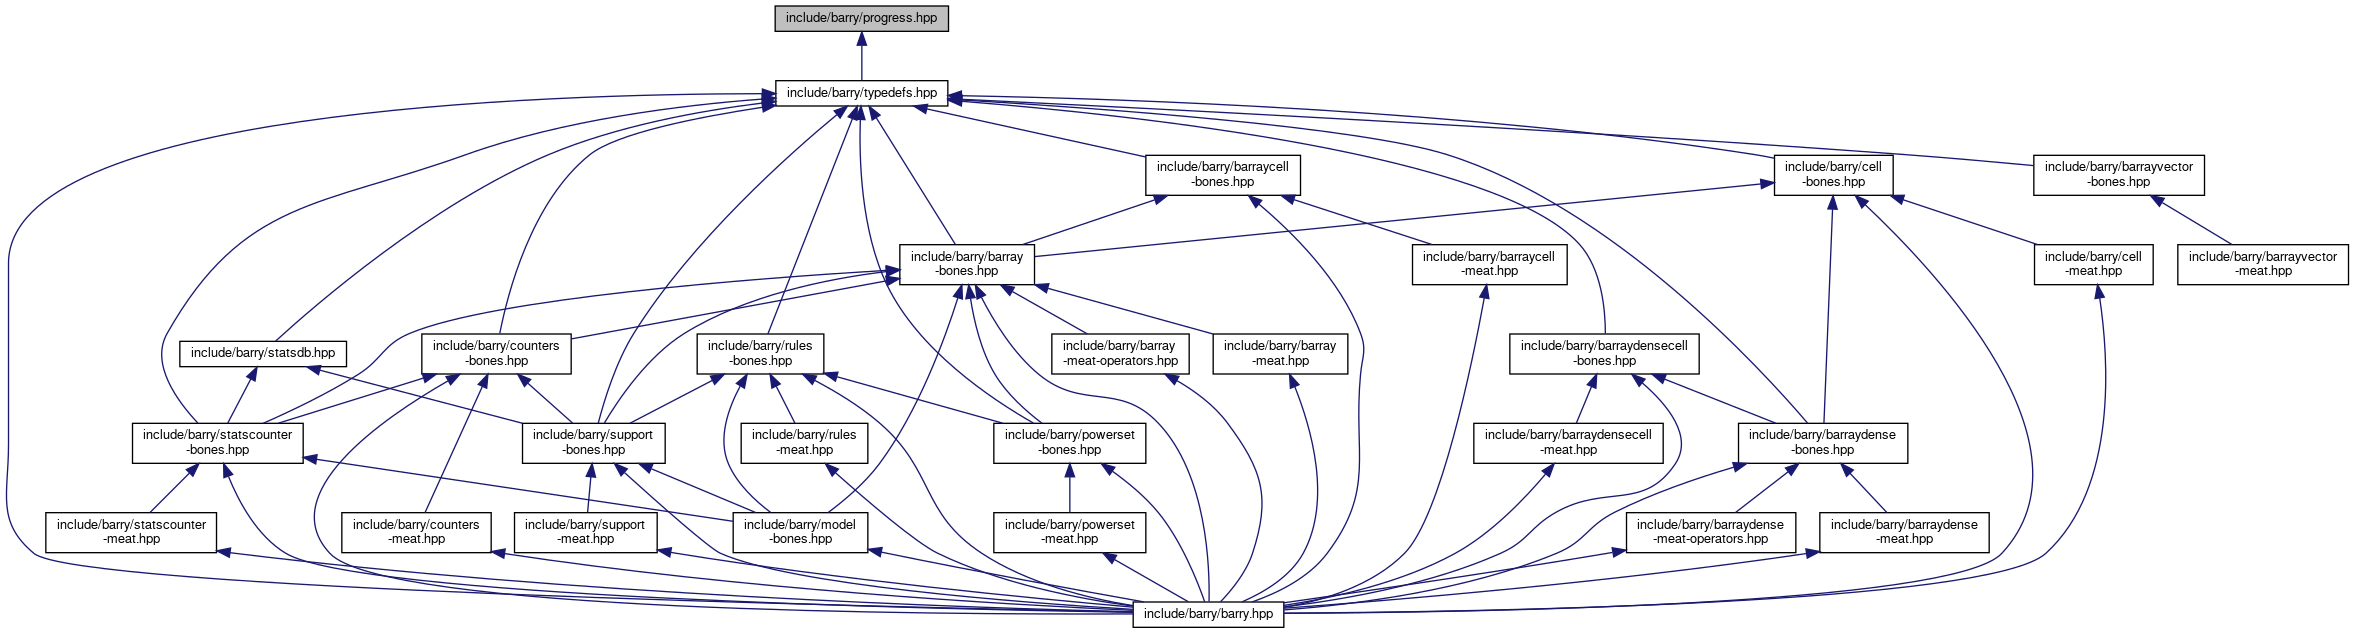 include/barry/progress.hpp
include/barry/typedefs.hpp
include/barry/barraycell
-bones.hpp
include/barry/cell
-bones.hpp
include/barry/barrayvector
-bones.hpp
include/barry/barray
-bones.hpp
include/barry/barraycell
-meat.hpp
include/barry/cell
-meat.hpp
include/barry/barrayvector
-meat.hpp
include/barry/statsdb.hpp
include/barry/counters
-bones.hpp
include/barry/rules
-bones.hpp
include/barry/barray
-meat-operators.hpp
include/barry/barray
-meat.hpp
include/barry/barraydensecell
-bones.hpp
include/barry/statscounter
-bones.hpp
include/barry/support
-bones.hpp
include/barry/rules
-meat.hpp
include/barry/powerset
-bones.hpp
include/barry/barraydensecell
-meat.hpp
include/barry/barraydense
-bones.hpp
include/barry/statscounter
-meat.hpp
include/barry/counters
-meat.hpp
include/barry/support
-meat.hpp
include/barry/model
-bones.hpp
include/barry/powerset
-meat.hpp
include/barry/barraydense
-meat-operators.hpp
include/barry/barraydense
-meat.hpp
include/barry/barry.hpp